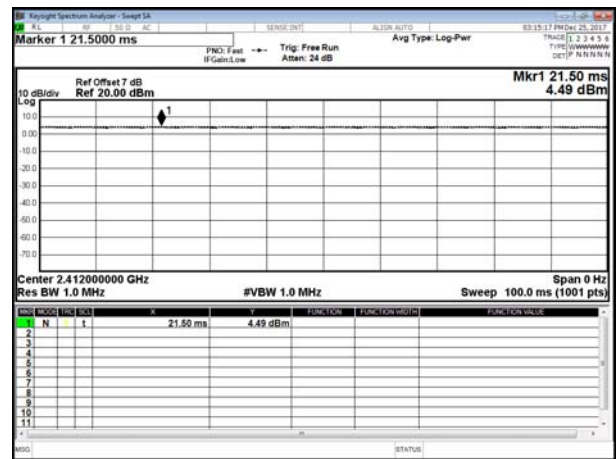 Keysight Spectrum Analyzer - Swept SA
RL RF 50 Ω AC SENSE:INT ALIGN AUTO 03:15:17 PM Dec 25, 2017
Marker 1 21.5000 ms Avg Type: Log-Pwr TRACE 1 2 3 4 5 6
PNO: Fast Trig: Free Run TYPE WWWWWW
IFGain:Low Atten: 24 dB DET P N N N N N
Ref Offset 7 dB Mkr1 21.50 ms
10 dB/div Ref 20.00 dBm 4.49 dBm
Log
1
10.0
0.00
-10.0
-20.0
-30.0
-40.0
-50.0
-60.0
-70.0
Center 2.412000000 GHz Span 0 Hz
Res BW 1.0 MHz #VBW 1.0 MHz Sweep 100.0 ms (1001 pts)
MKR MODE TRC SCL X Y FUNCTION FUNCTION WIDTH FUNCTION VALUE
1 N t 21.50 ms 4.49 dBm
2
3
4
5
6
7
8
9
10
11
MSG STATUS